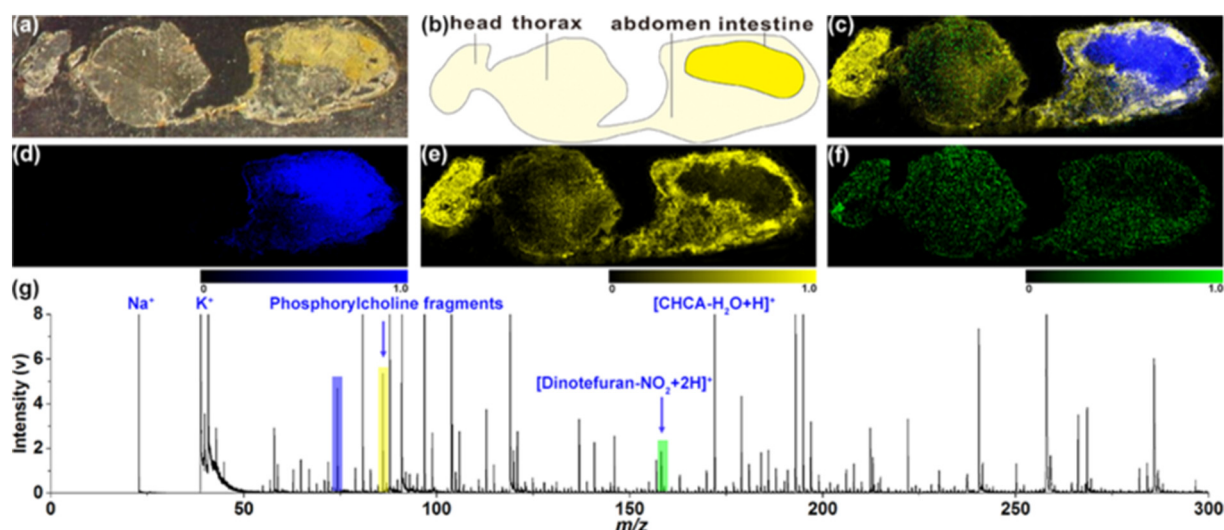 (a)
(b) head thorax abdomen intestine
(c)
(d)
(e)
(f)
0 1.0
0 1.0
0 1.0
(g)
Na⁺ K⁺ Phosphorylcholine fragments [CHCA-H₂O+H]⁺
[Dinotefuran-NO₂+2H]⁺
Intensity (v)
8
6
4
2
0
0 50 100 150 200 250 300
m/z